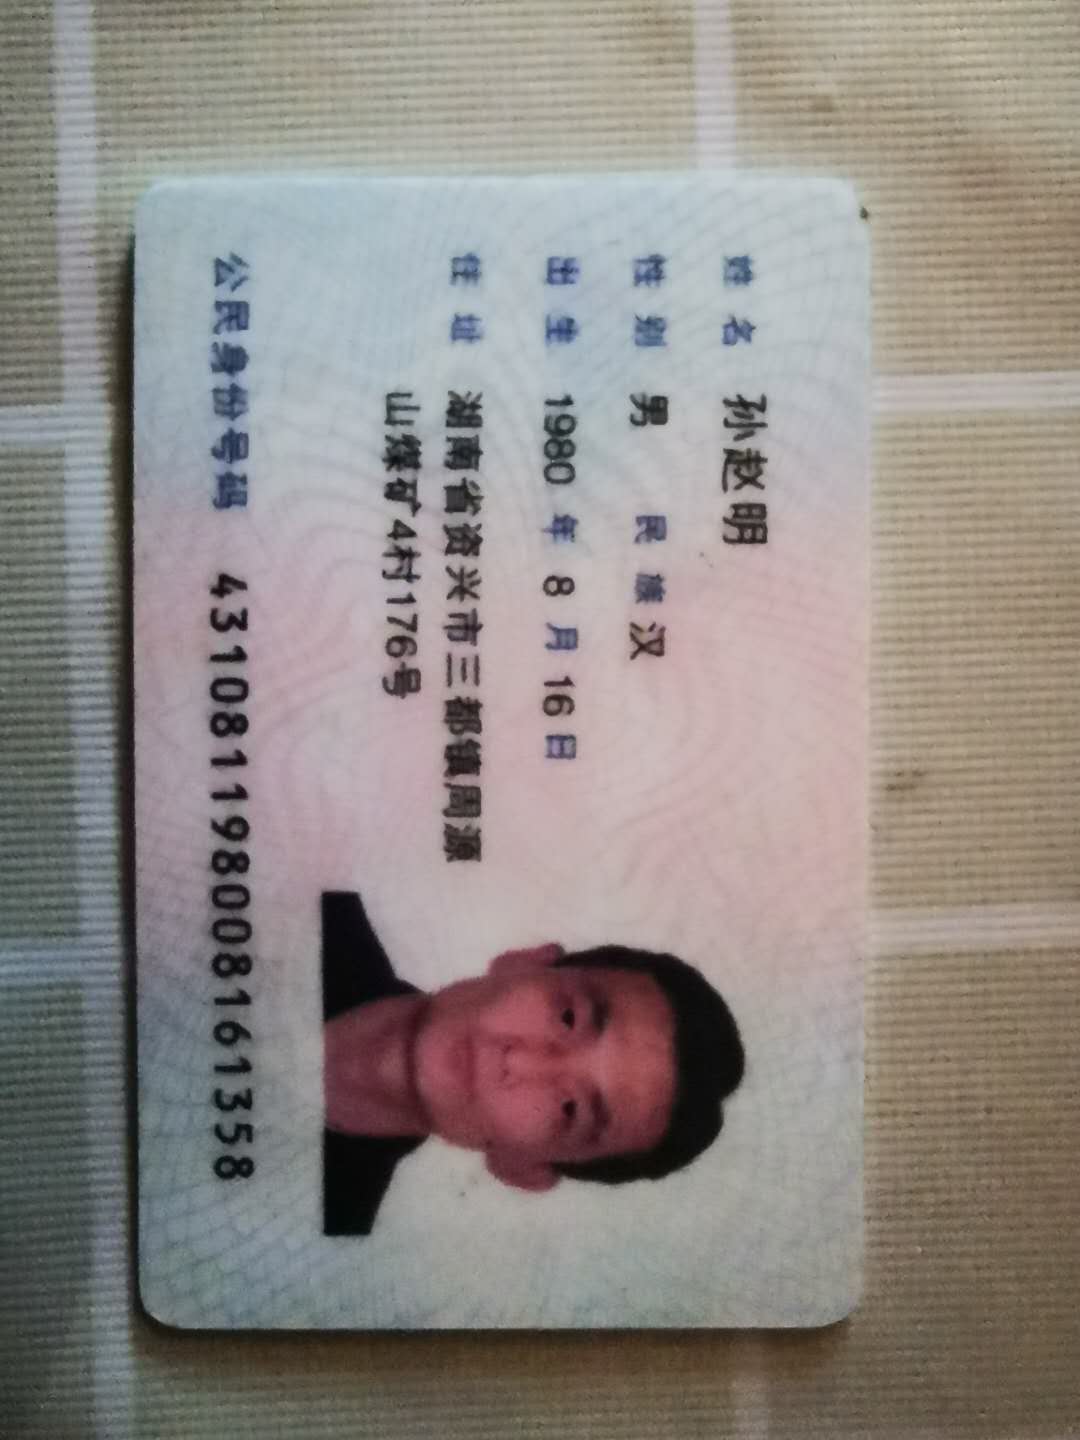 姓名 孙赵明
性别 男 民族 汉
出生 1980 年 8 月 16 日
住址 湖南省资兴市三都镇周源
山煤矿4村176号
公民身份号码 431081198008161358